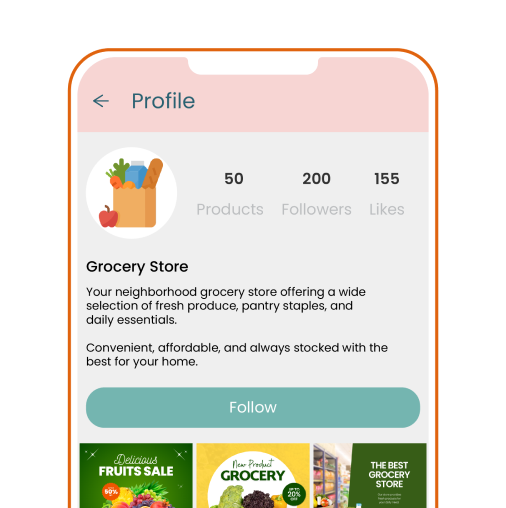 Profile
50 200 155
Products Followers Likes
Grocery Store
Your neighborhood grocery store offering a wide
selection of fresh produce, pantry staples, and
daily essentials.
Convenient, affordable, and always stocked with the
best for your home.
Follow
Delicious
FRUITS SALE
50%
New Product
GROCERY
UP TO
20%
THE BEST
GROCERY
STORE